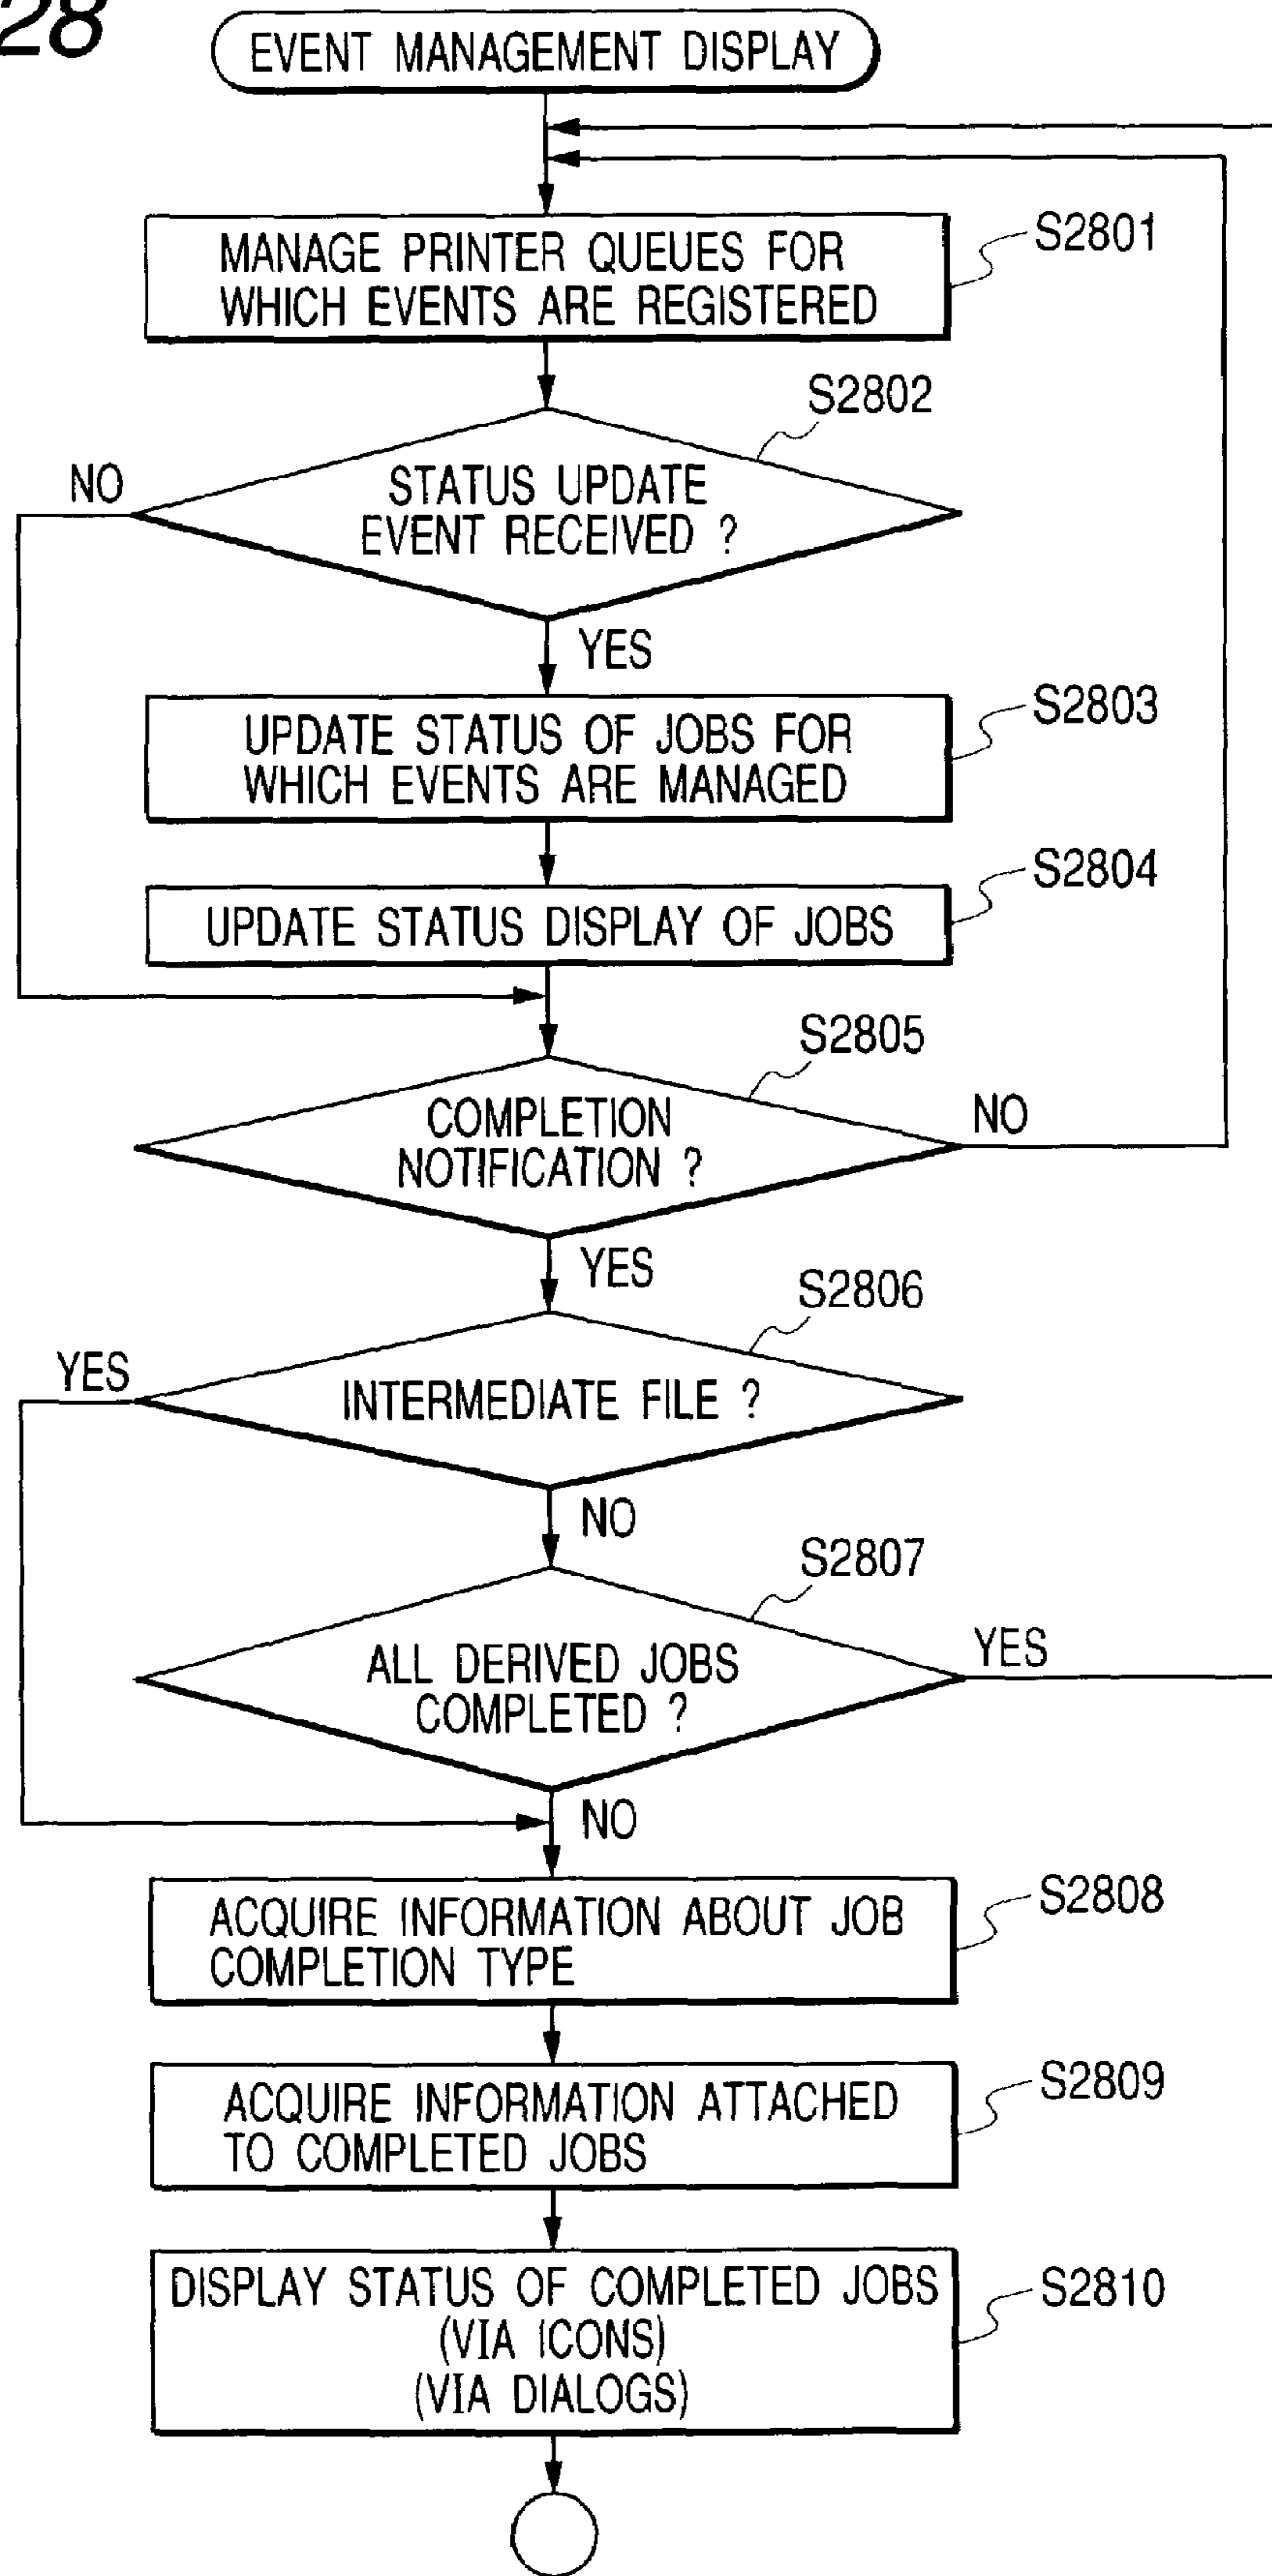 28
EVENT MANAGEMENT DISPLAY
MANAGE PRINTER QUEUES FOR
WHICH EVENTS ARE REGISTERED
S2801
S2802
NO
STATUS UPDATE
EVENT RECEIVED ?
YES
UPDATE STATUS OF JOBS FOR
WHICH EVENTS ARE MANAGED
S2803
S2804
UPDATE STATUS DISPLAY OF JOBS
S2805
COMPLETION
NOTIFICATION ?
NO
YES
S2806
YES
INTERMEDIATE FILE ?
NO
S2807
ALL DERIVED JOBS
COMPLETED ?
YES
NO
ACQUIRE INFORMATION ABOUT JOB
COMPLETION TYPE
S2808
ACQUIRE INFORMATION ATTACHED
TO COMPLETED JOBS
S2809
DISPLAY STATUS OF COMPLETED JOBS
(VIA ICONS)
(VIA DIALOGS)
S2810